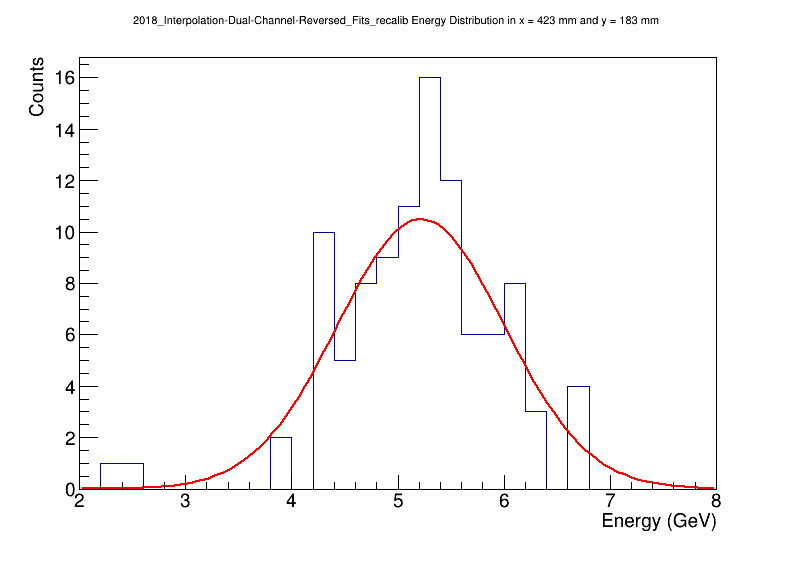 2018_Interpolation-Dual-Channel-Reversed_Fits_recalib Energy Distribution in x = 423 mm and y = 183 mm
Counts
16
14
12
10
8
6
4
2
0
2 3 4 5 6 7 8
Energy (GeV)